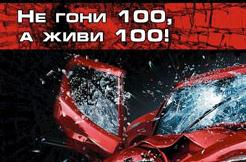 Не гони 100,
а живи 100!